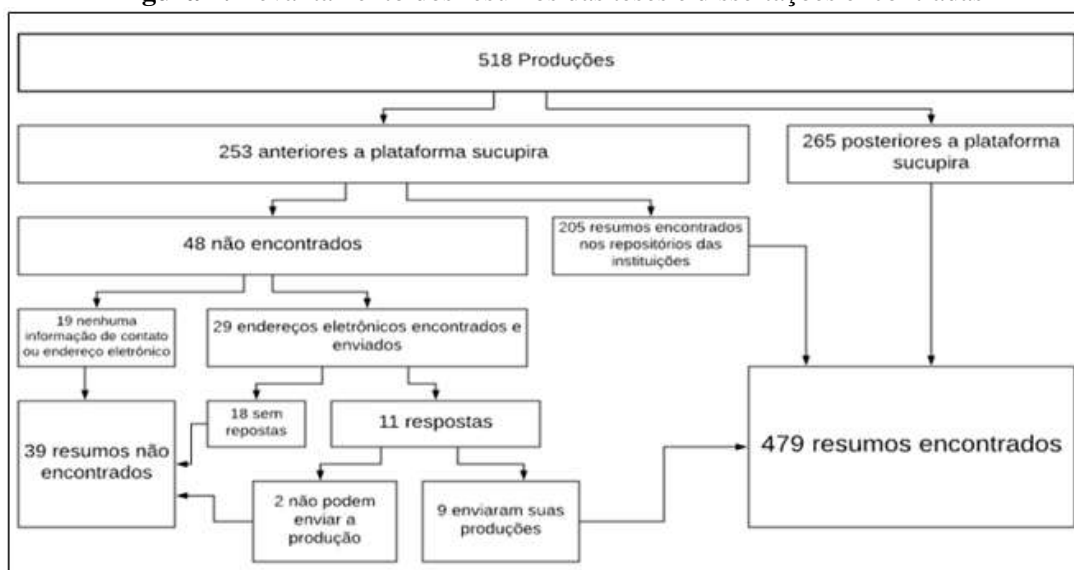 518 Produções
253 anteriores a plataforma sucupira
265 posteriores a plataforma
sucupira
48 não encontrados
205 resumos encontrados
nos repositórios das
instituições
19 nenhuma
informação de contato
ou endereço eletrônico
29 endereços eletrônicos encontrados e
enviados
39 resumos não
encontrados
18 sem
repostas
11 respostas
479 resumos encontrados
2 não podem
enviar a
produção
9 enviaram suas
produções